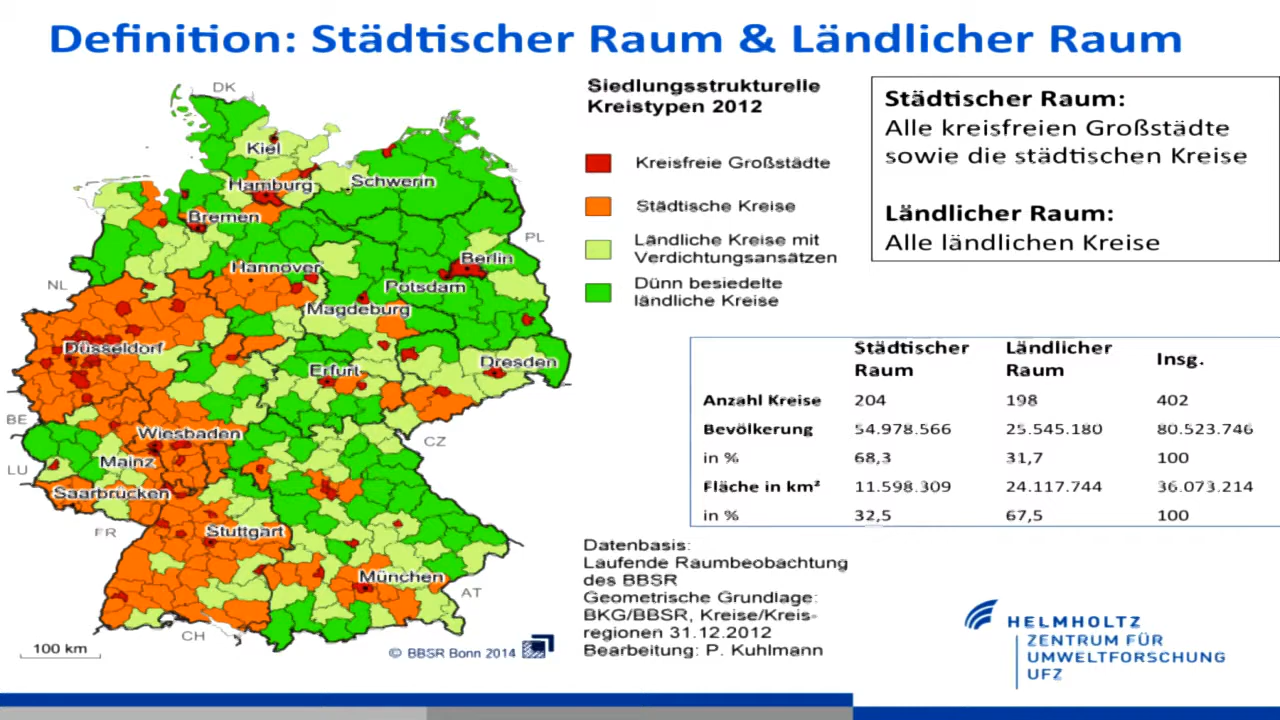 Definition: Städtischer Raum & Ländlicher Raum
DK
Kiel
Hamburg
Schwerin
Bremen
PL
Berlin
Hannover
Potsdam
NL
Magdeburg
Düsseldorf
Erfurt
Dresden
BE
Wiesbaden
CZ
LU
Mainz
Saarbrücken
FR
Stuttgart
München
AT
CH
100 km
© BBSR Bonn 2014
Siedlungsstrukturelle
Kreistypen 2012
Kreisfreie Großstädte
Städtische Kreise
Ländliche Kreise mit
Verdichtungsansätzen
Dünn besiedelte
ländliche Kreise
Städtischer Raum:
Alle kreisfreien Großstädte
sowie die städtischen Kreise
Ländlicher Raum:
Alle ländlichen Kreise
Städtischer Raum Ländlicher Raum Insg.
Anzahl Kreise 204 198 402
Bevölkerung 54.978.566 25.545.180 80.523.746
in % 68,3 31,7 100
Fläche in km² 11.598.309 24.117.744 36.073.214
in % 32,5 67,5 100
Datenbasis:
Laufende Raumbeobachtung
des BBSR
Geometrische Grundlage:
BKG/BBSR, Kreise/Kreis-
regionen 31.12.2012
Bearbeitung: P. Kuhlmann
HELMHOLTZ
ZENTRUM FÜR
UMWELTFORSCHUNG
UFZ